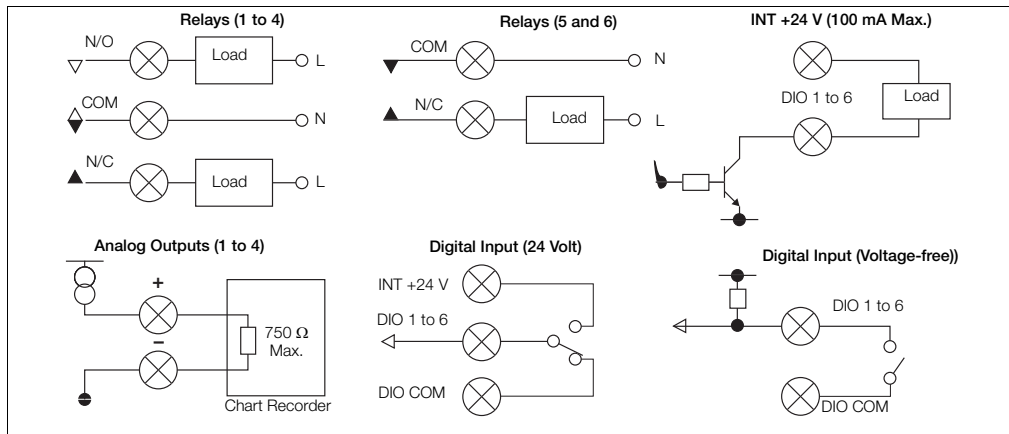 Relays (1 to 4)
N/O
Load
L
COM
N
N/C
Load
L
Relays (5 and 6)
COM
N
N/C
Load
L
INT +24 V (100 mA Max.)
DIO 1 to 6
Load
Analog Outputs (1 to 4)
+
–
750 Ω
Max.
Chart Recorder
Digital Input (24 Volt)
INT +24 V
DIO 1 to 6
DIO COM
Digital Input (Voltage-free))
DIO 1 to 6
DIO COM